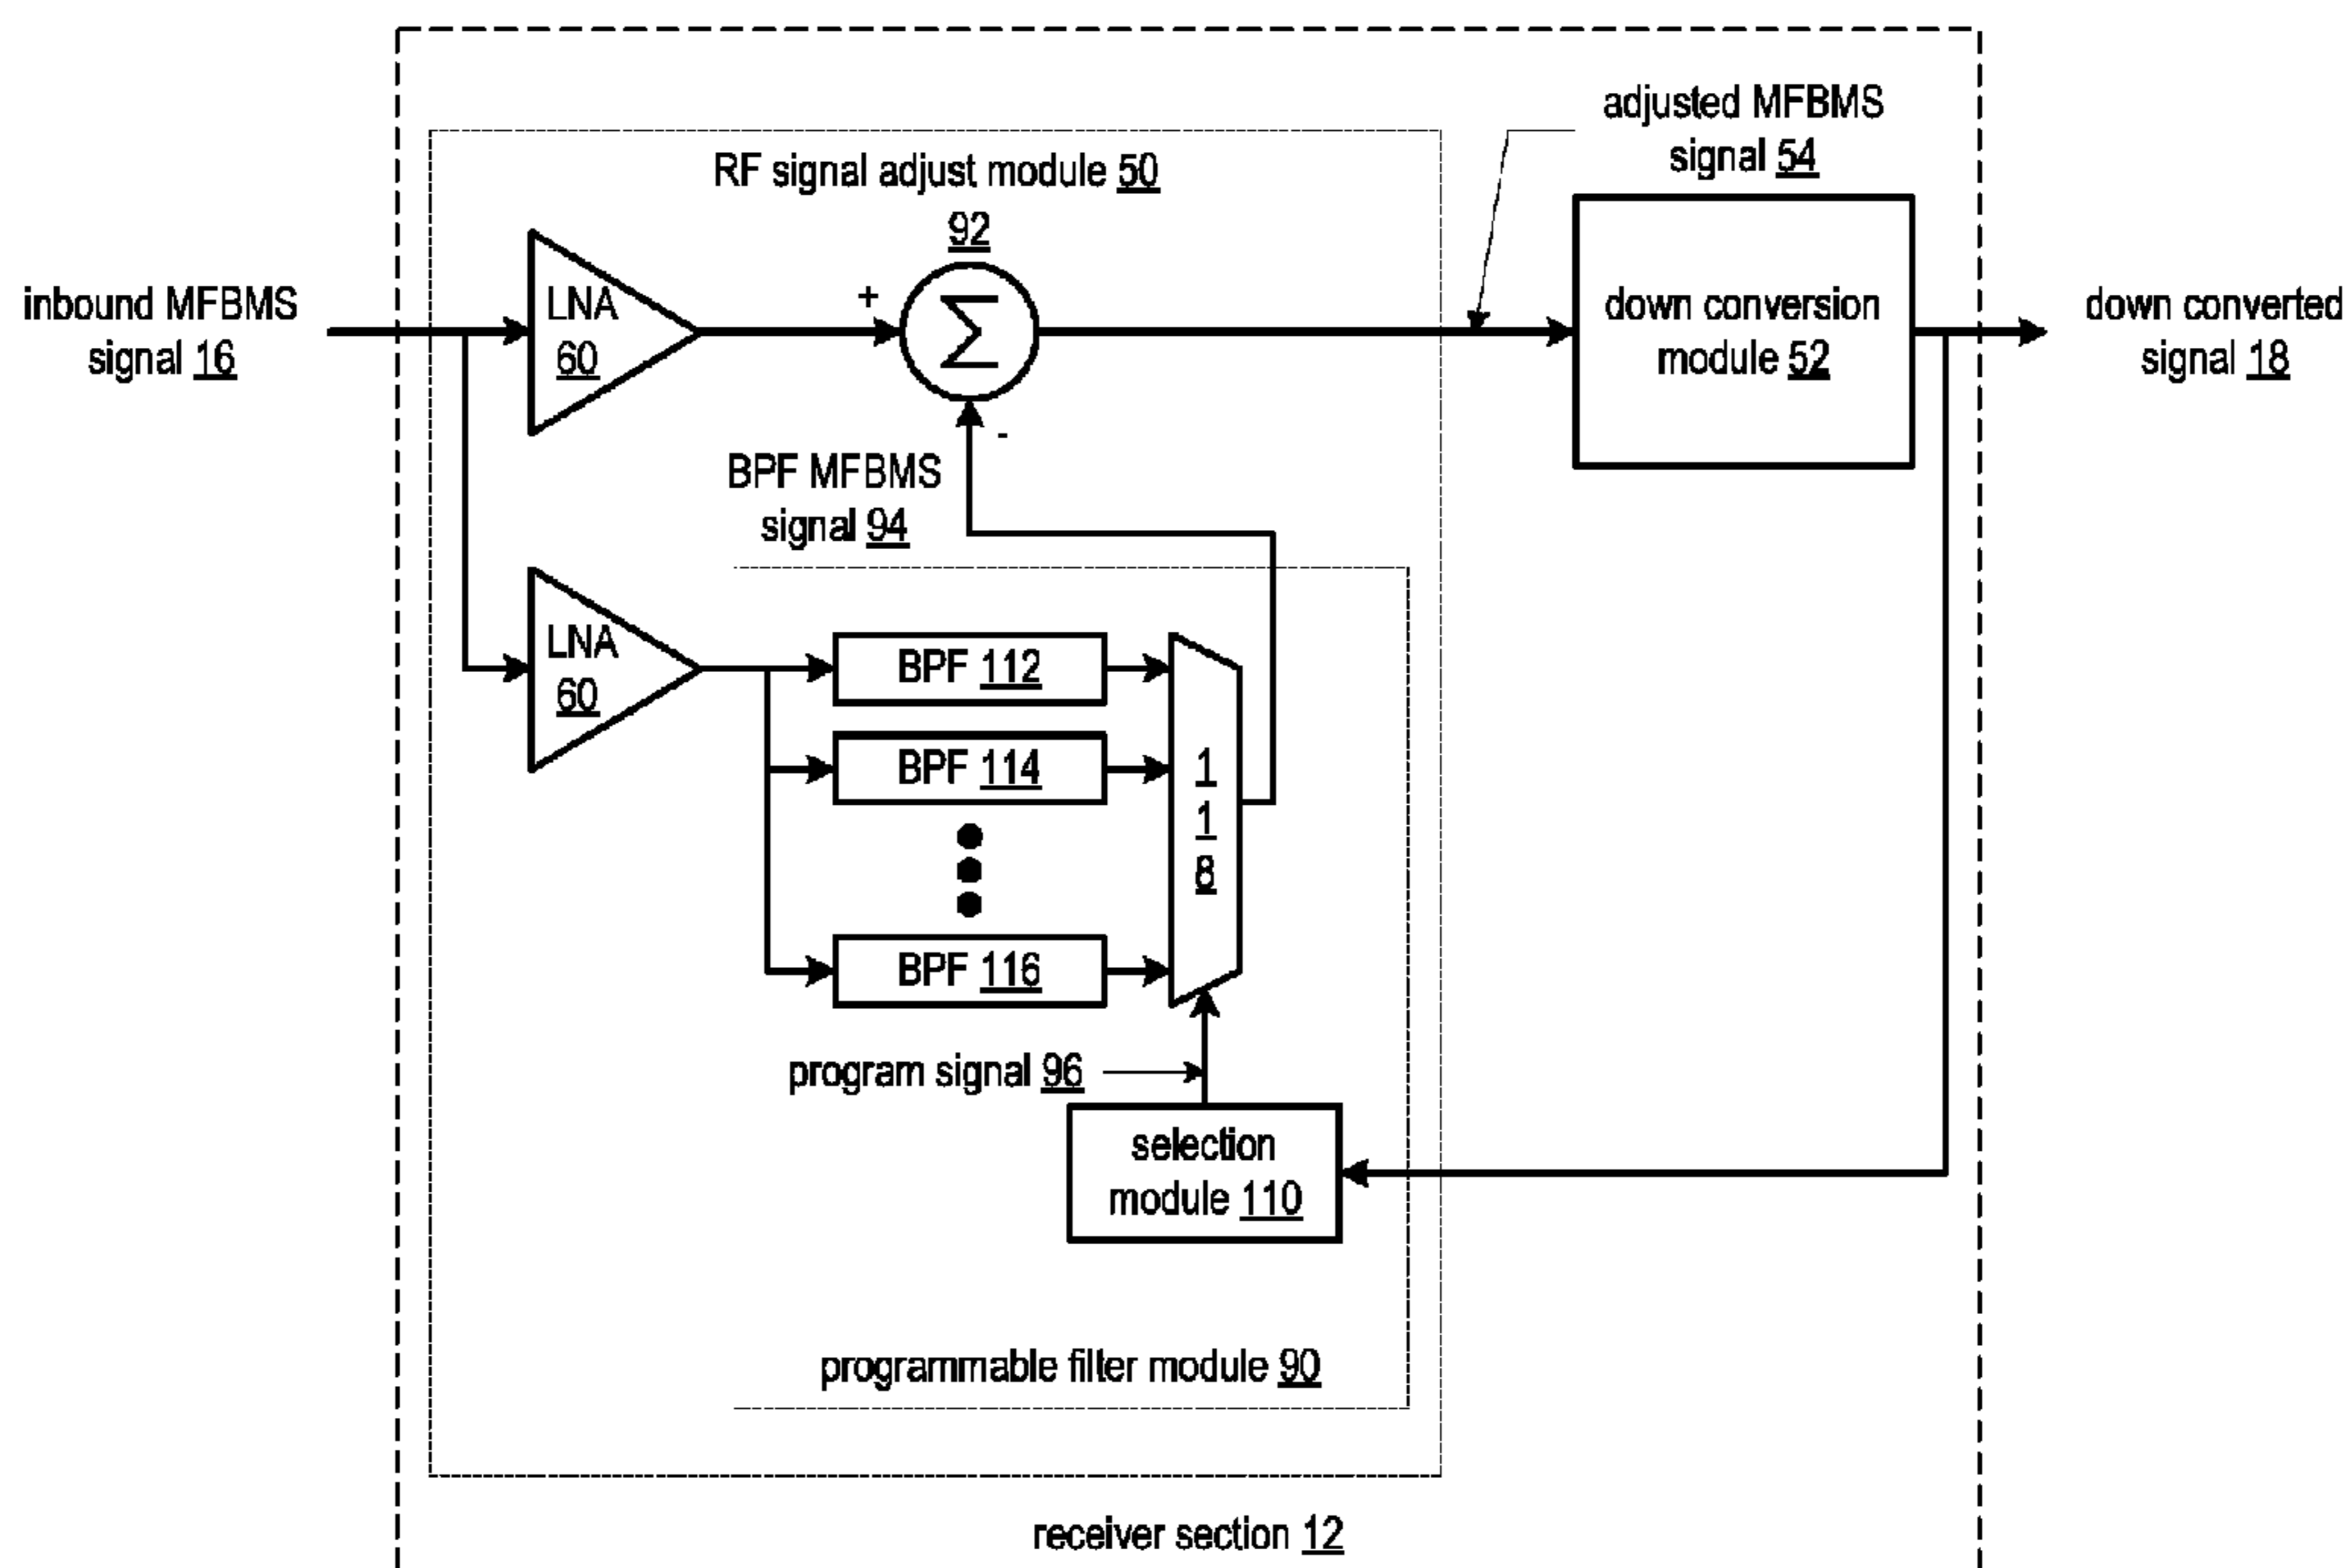 adjusted MFBMS
signal 54
RF signal adjust module 50
92
inbound MFBMS
signal 16
LNA
60
+
Σ
-
down conversion
module 52
down converted
signal 18
BPF MFBMS
signal 94
LNA
60
BPF 112
BPF 114
BPF 116
1
1
8
program signal 96
selection
module 110
programmable filter module 90
receiver section 12